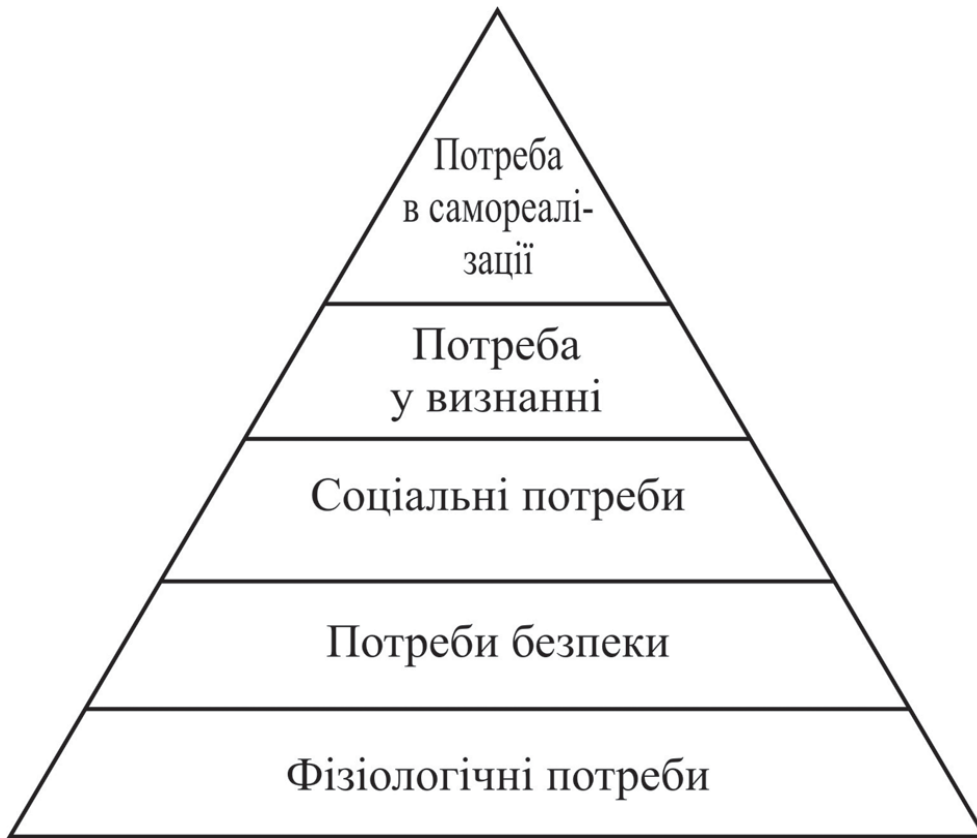 Потреба
в самореалі-
зації
Потреба
у визнанні
Соціальні потреби
Потреби безпеки
Фізіологічні потреби